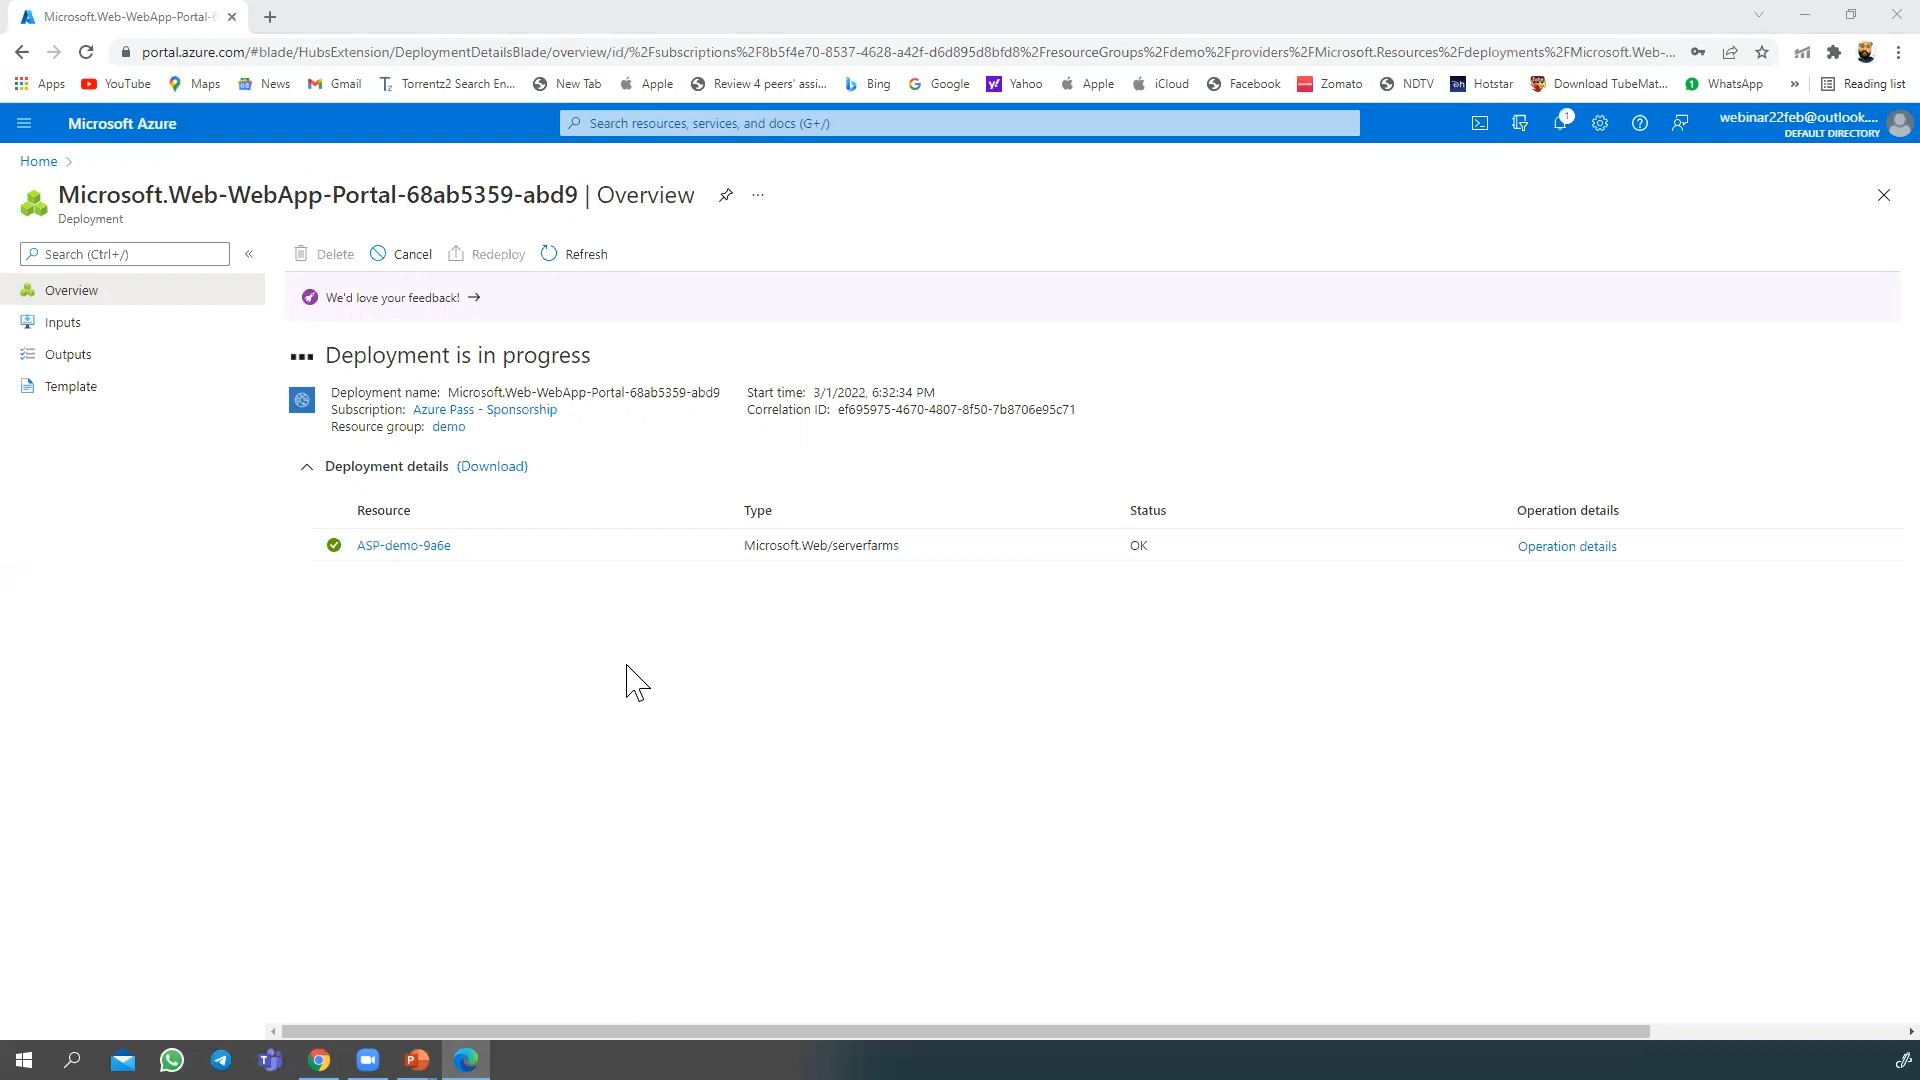 Microsoft.Web-WebApp-Portal-6
portal.azure.com/#blade/HubsExtension/DeploymentDetailsBlade/overview/id/%2Fsubscriptions%2F8b5f4e70-8537-4628-a42f-d6d895d8bfd8%2FresourceGroups%2Fdemo%2Fproviders%2FMicrosoft.Resources%2Fdeployments%2FMicrosoft.Web-...
Apps YouTube Maps News Gmail Torrentz2 Search En... New Tab Apple Review 4 peers' assi... Bing Google Yahoo Apple iCloud Facebook Zomato NDTV Hotstar Download TubeMat... WhatsApp » Reading list
Microsoft Azure
Search resources, services, and docs (G+/)
1
webinar22feb@outlook....
DEFAULT DIRECTORY
Home >
Microsoft.Web-WebApp-Portal-68ab5359-abd9 | Overview ...
Deployment
Search (Ctrl+/) «
Delete Cancel Redeploy Refresh
Overview
Inputs
Outputs
Template
We'd love your feedback! →
Deployment is in progress
Deployment name: Microsoft.Web-WebApp-Portal-68ab5359-abd9
Subscription: Azure Pass - Sponsorship
Resource group: demo
Start time: 3/1/2022, 6:32:34 PM
Correlation ID: ef695975-4670-4807-8f50-7b8706e95c71
Deployment details (Download)
Resource Type Status Operation details
ASP-demo-9a6e Microsoft.Web/serverfarms OK Operation details